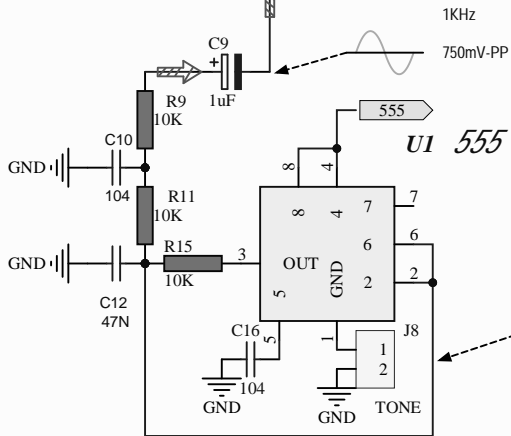 1KHz
750mV-PP
C9
+
1uF
R9
10K
C10
104
GND
555
U1 555
8
4
R11
10K
8
4
7
7
6
6
OUT
GND
2
2
5
GND
R15
10K
3
C12
47N
C16
104
5
1
J8
1
2
GND
GND
TONE